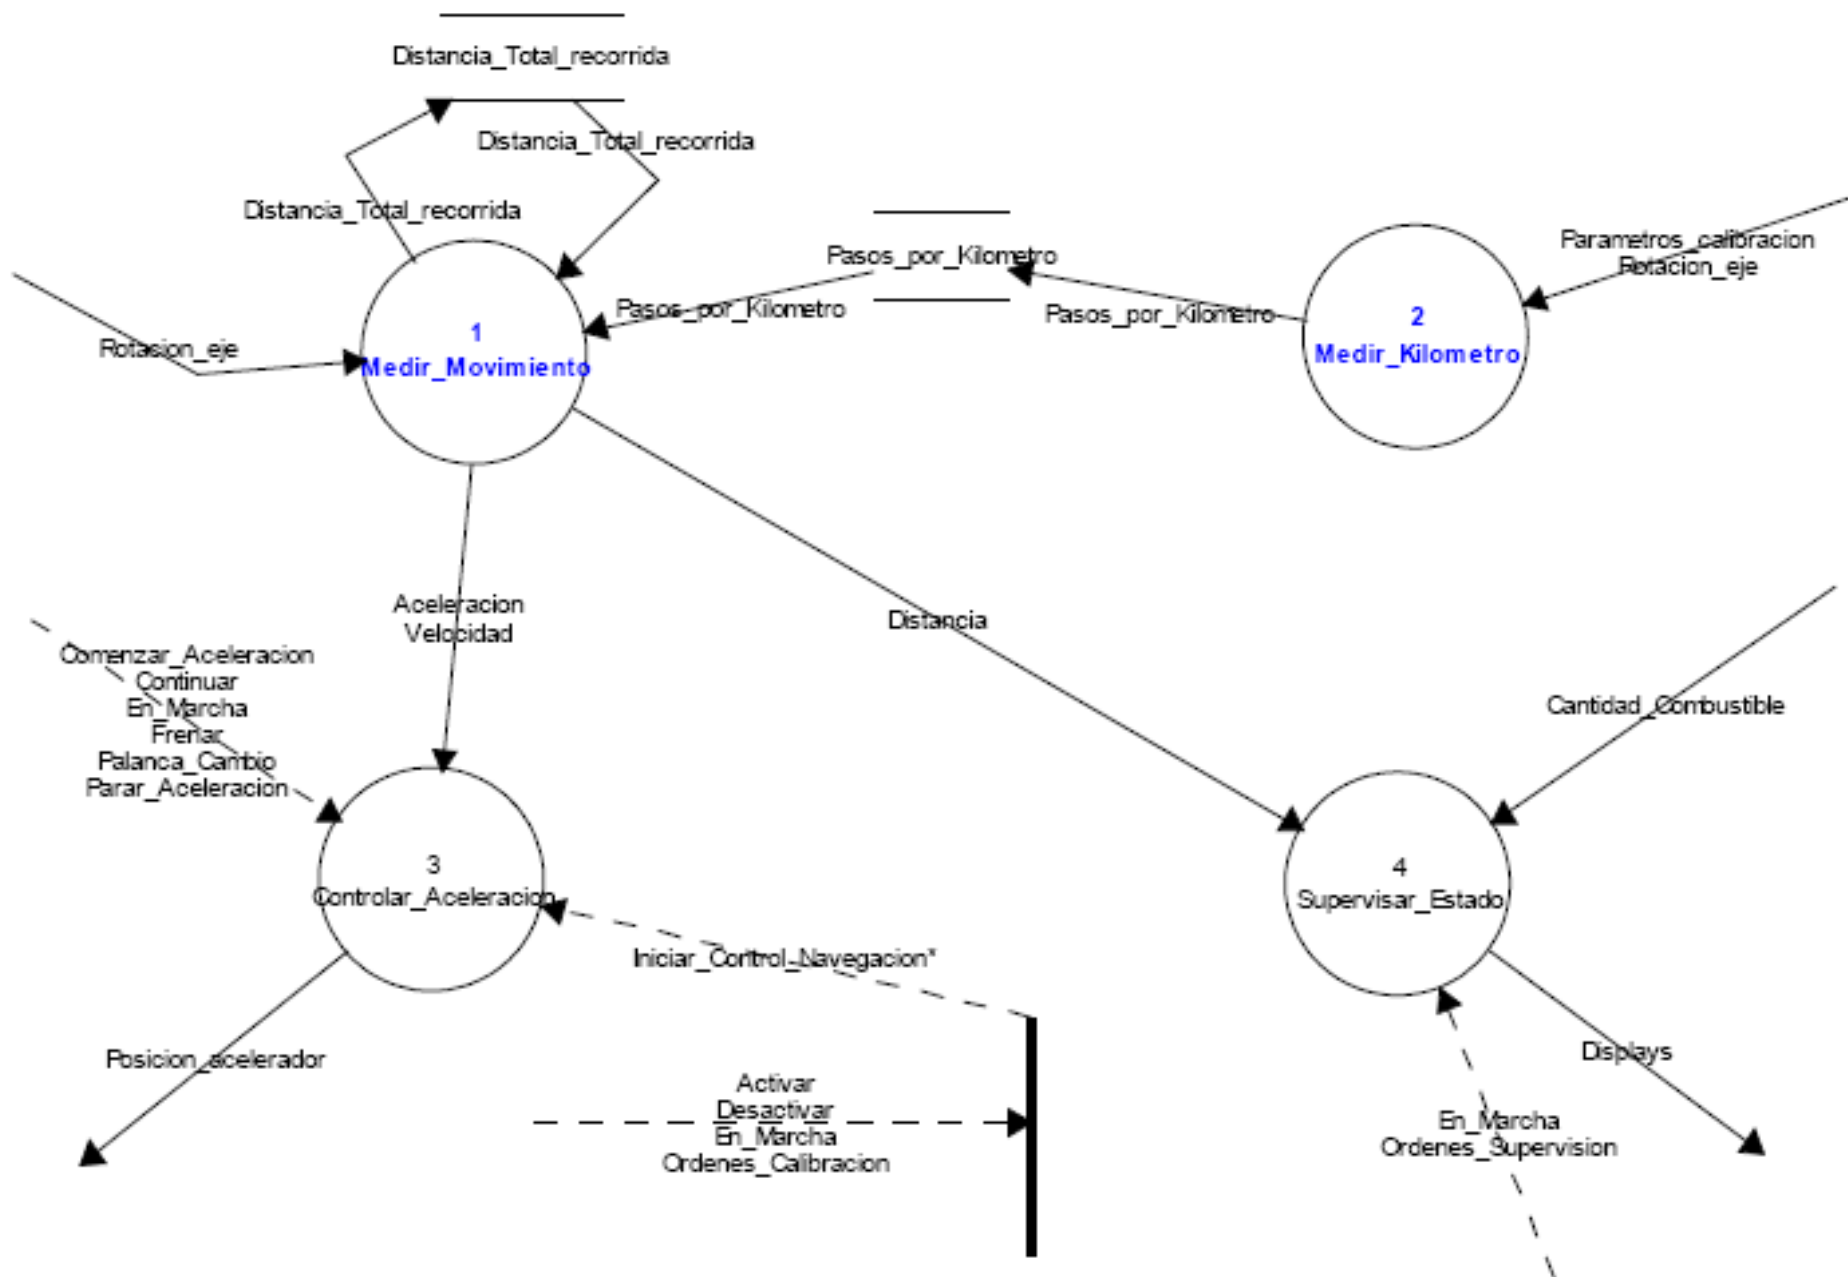 Distancia_Total_recorrida
Distancia_Total_recorrida
Distancia_Total_recorrida
Pasos_por_Kilometro
Parametros_calibracion
Rotacion_eje
Pasos_por_Kilometro
Pasos_por_Kilometro
Rotacion_eje
1
Medir_Movimiento
2
Medir_Kilometro
Aceleracion
Velocidad
Distancia
Comenzar_Aceleracion
Continuar
En_Marcha
Frenar
Palanca_Cambio
Parar_Aceleracion
Cantidad_Combustible
3
Controlar_Aceleracion
4
Supervisar_Estado
Iniciar_Control_Navegacion*
Posicion_acelerador
Displays
Activar
Desactivar
En_Marcha
Ordenes_Calibracion
En_Marcha
Ordenes_Supervision